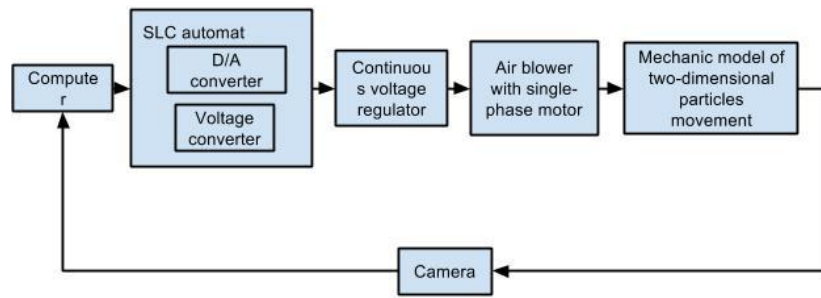 SLC automat
D/A
converter
Voltage
converter
Compute
r
Continuou
s voltage
regulator
Air blower
with single-
phase motor
Mechanic model of
two-dimensional
particles
movement
Camera